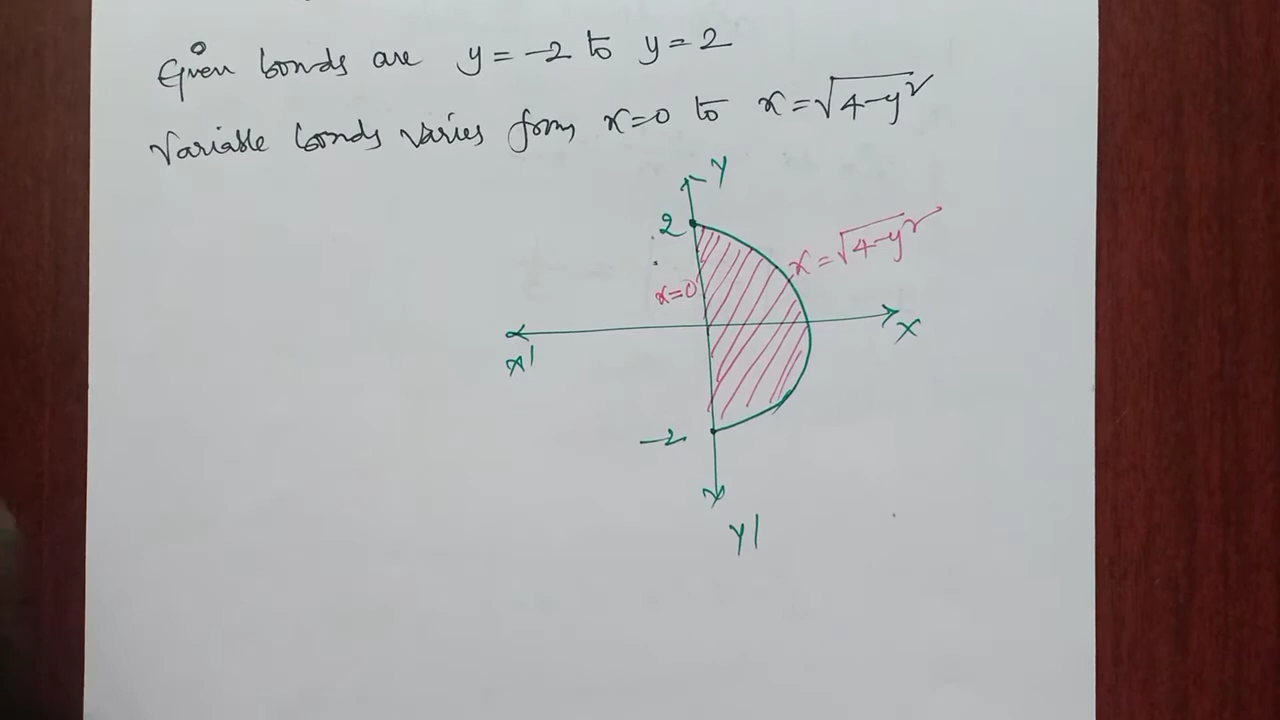 Given bonds are y = -2 to y = 2
Variable bonds varies from x=0 to x = √4-y²
y
2
x = √4-y²
x=0
x
x'
-2
y'